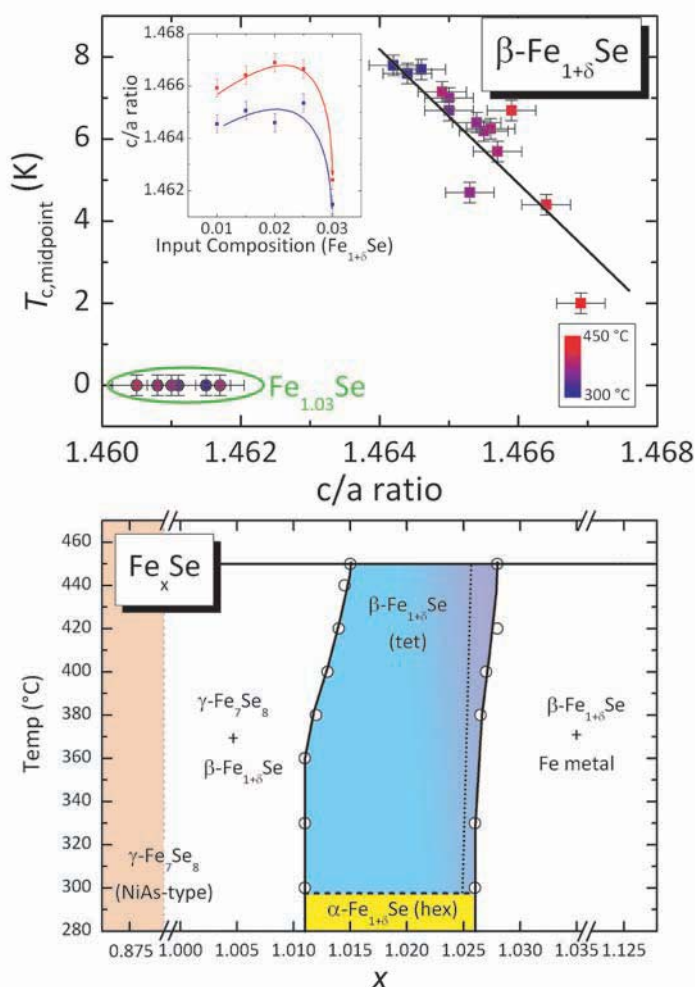 β-Fe1+δSe
1.468
1.466
1.464
1.462
c/a ratio
0.01 0.02 0.03
Input Composition (Fe1+δSe)
8
6
4
2
0
Tc,midpoint (K)
450 °C
300 °C
Fe1.03Se
1.460 1.462 1.464 1.466 1.468
c/a ratio
FexSe
460
440
420
400
380
360
340
320
300
280
Temp (°C)
β-Fe1+δSe
(tet)
γ-Fe7Se8
+
β-Fe1+δSe
β-Fe1+δSe
+
Fe metal
γ-Fe7Se8
(NiAs-type)
α-Fe1+δSe (hex)
0.875 1.000 1.005 1.010 1.015 1.020 1.025 1.030 1.035 1.125
x